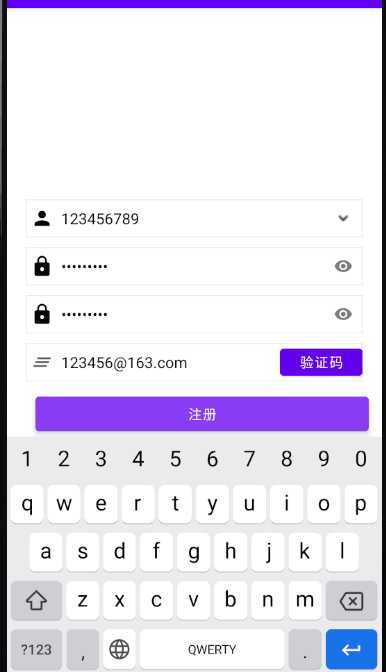 123456789
•••••••••
•••••••••
123456@163.com 验证码
注册
1 2 3 4 5 6 7 8 9 0
q w e r t y u i o p
a s d f g h j k l
z x c v b n m
?123 , QWERTY .